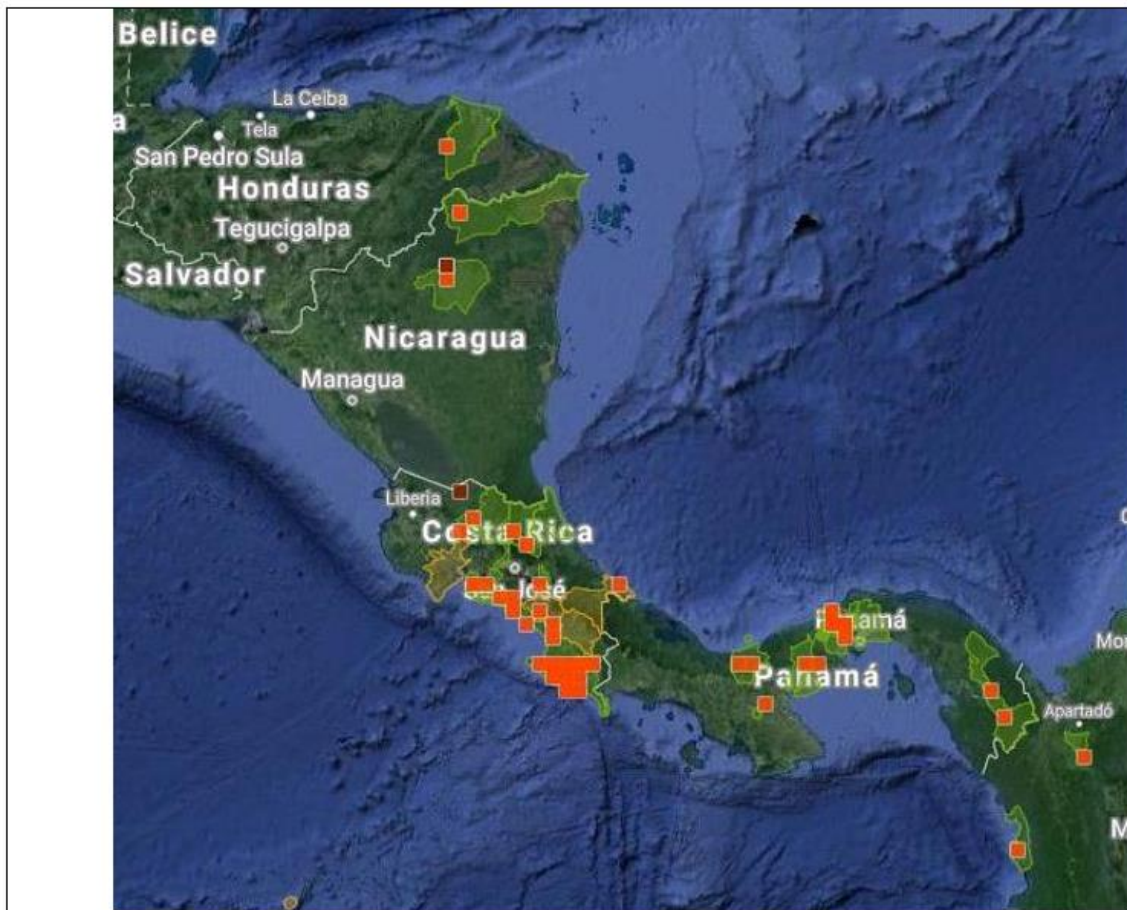 Belice
La Ceiba
Tela
a
San Pedro Sula
Honduras
Tegucigalpa
Salvador
Nicaragua
Managua
Liberia
Costa Rica
José
Panamá
Mo
Panamá
Apartadó
M